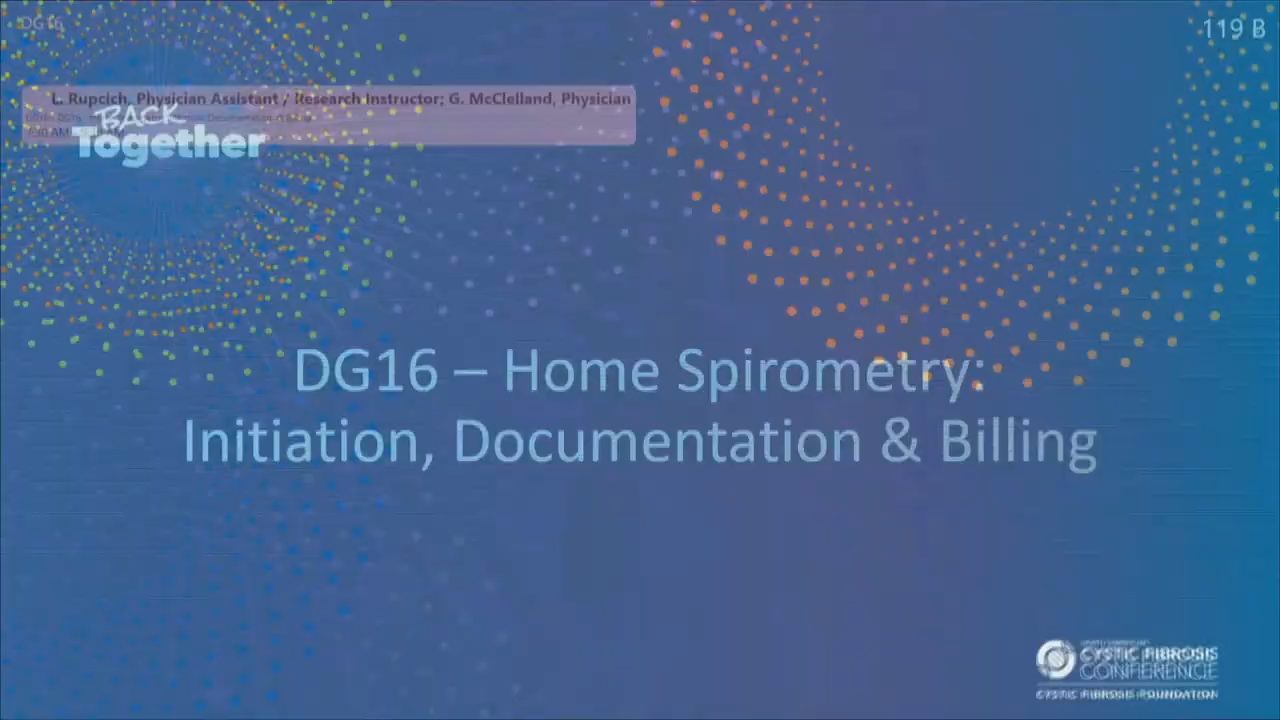 DG16
119 B
L. Rupcich, Physician Assistant / Research Instructor; G. McClelland, Physician
BACK
Together
DG16 – Home Spirometry:
Initiation, Documentation & Billing
CYSTIC FIBROSIS
CONFERENCE
CYSTIC FIBROSIS FOUNDATION